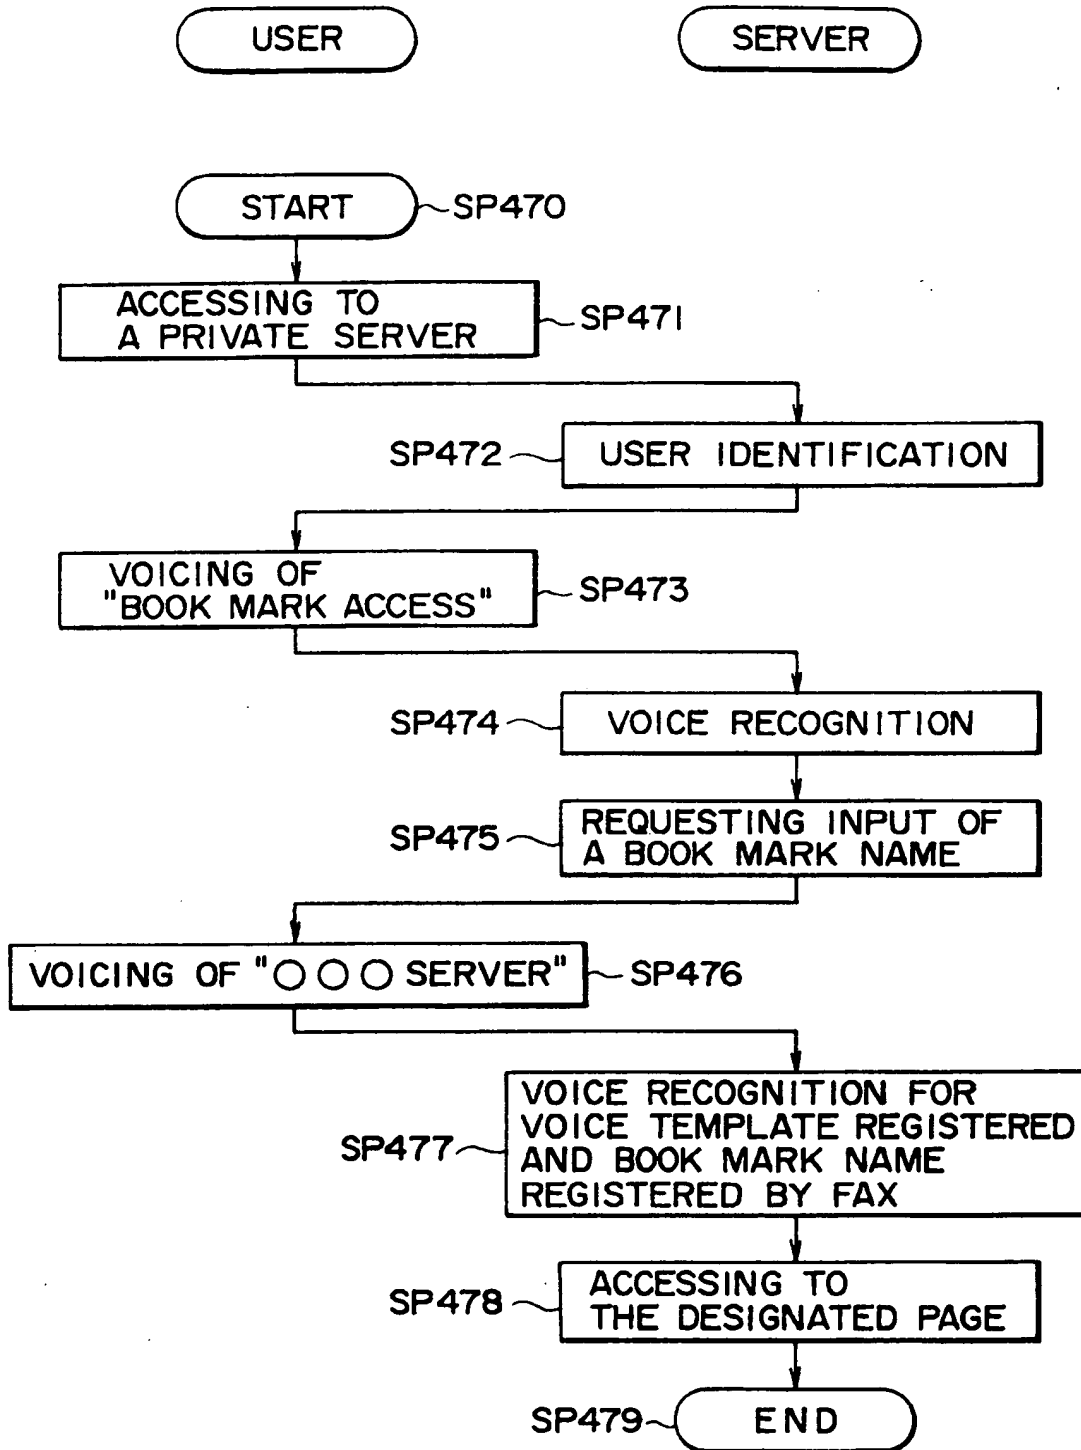 USER
SERVER
START
SP470
ACCESSING TO
A PRIVATE SERVER
SP471
SP472
USER IDENTIFICATION
VOICING OF
"BOOK MARK ACCESS"
SP473
SP474
VOICE RECOGNITION
SP475
REQUESTING INPUT OF
A BOOK MARK NAME
VOICING OF "○○○ SERVER"
SP476
SP477
VOICE RECOGNITION FOR
VOICE TEMPLATE REGISTERED
AND BOOK MARK NAME
REGISTERED BY FAX
SP478
ACCESSING TO
THE DESIGNATED PAGE
SP479
END